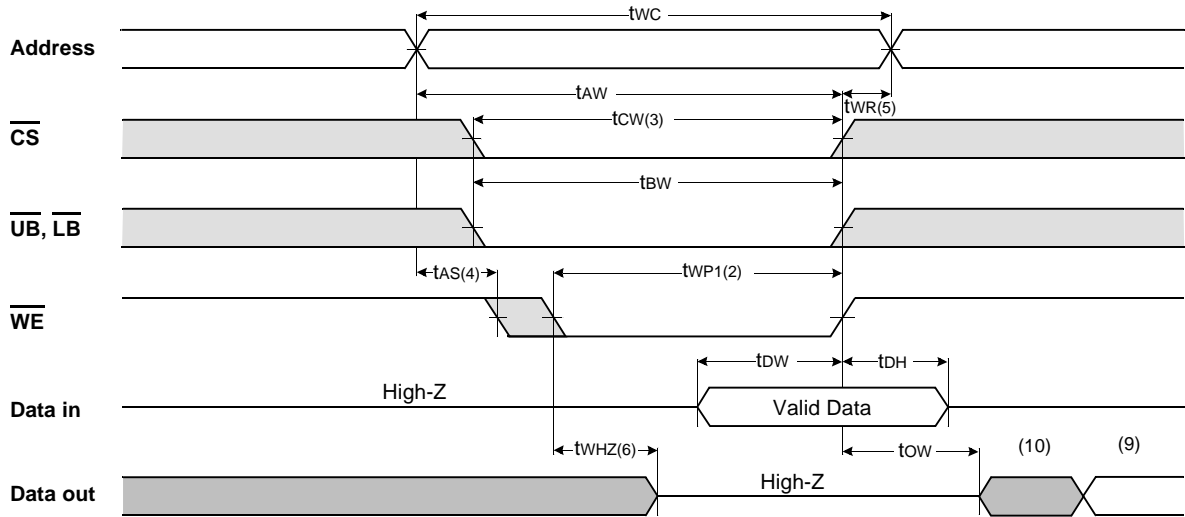 tWC
Address
tAW
tWR(5)
tCW(3)
CS
tBW
UB, LB
tAS(4)
tWP1(2)
WE
tDW
tDH
High-Z
Data in
Valid Data
tWHZ(6)
tOW
(10)
(9)
High-Z
Data out